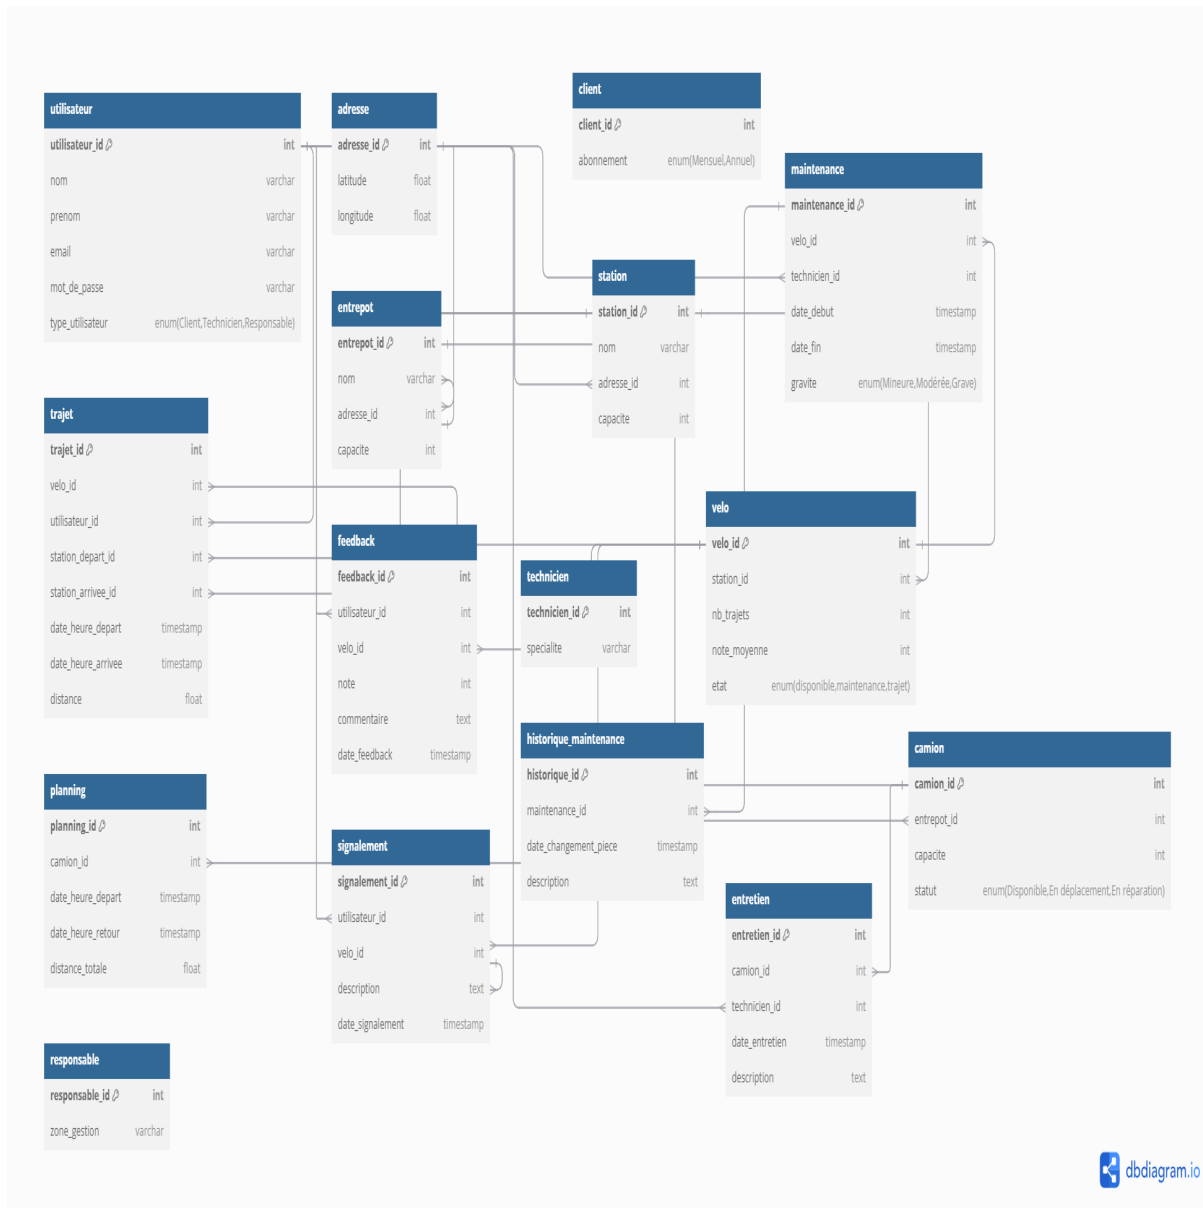 utilisateur
utilisateur_id int
nom varchar
prenom varchar
email varchar
mot_de_passe varchar
type_utilisateur enum(Client,Technicien,Responsable)
adresse
adresse_id int
latitude float
longitude float
client
client_id int
abonnement enum(Mensuel,Annuel)
maintenance
maintenance_id int
velo_id int
technicien_id int
date_debut timestamp
date_fin timestamp
gravite enum(Mineure,Modérée,Grave)
station
station_id int
nom varchar
adresse_id int
capacite int
entrepot
entrepot_id int
nom varchar
adresse_id int
capacite int
trajet
trajet_id int
velo_id int
utilisateur_id int
station_depart_id int
station_arrivee_id int
date_heure_depart timestamp
date_heure_arrivee timestamp
distance float
feedback
feedback_id int
utilisateur_id int
velo_id int
note int
commentaire text
date_feedback timestamp
technicien
technicien_id int
specialite varchar
velo
velo_id int
station_id int
nb_trajets int
note_moyenne int
etat enum(disponible,maintenance,trajet)
historique_maintenance
historique_id int
maintenance_id int
date_changement_piece timestamp
description text
camion
camion_id int
entrepot_id int
capacite int
statut enum(Disponible,En déplacement,En réparation)
planning
planning_id int
camion_id int
date_heure_depart timestamp
date_heure_retour timestamp
distance_totale float
signalement
signalement_id int
utilisateur_id int
velo_id int
description text
date_signalement timestamp
entretien
entretien_id int
camion_id int
technicien_id int
date_entretien timestamp
description text
responsable
responsable_id int
zone_gestion varchar
dbdiagram.io